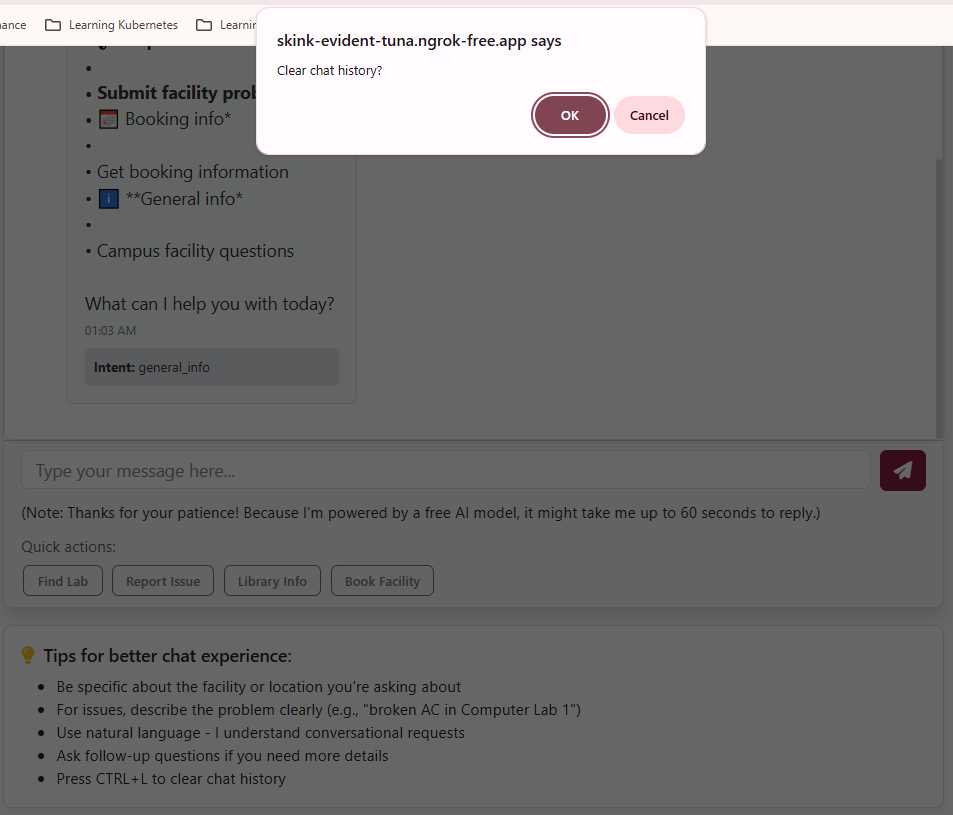 Learning Kubernetes
skink-evident-tuna.ngrok-free.app says
Clear chat history?
OK Cancel
•
• Submit facility
• Booking info*
•
• Get booking information
• i **General info*
•
• Campus facility questions
What can I help you with today?
01:03 AM
Intent: general_info
Type your message here...
(Note: Thanks for your patience! Because I'm powered by a free AI model, it might take me up to 60 seconds to reply.)
Quick actions:
Find Lab Report Issue Library Info Book Facility
Tips for better chat experience:
• Be specific about the facility or location you're asking about
• For issues, describe the problem clearly (e.g., "broken AC in Computer Lab 1")
• Use natural language - I understand conversational requests
• Ask follow-up questions if you need more details
• Press CTRL+L to clear chat history